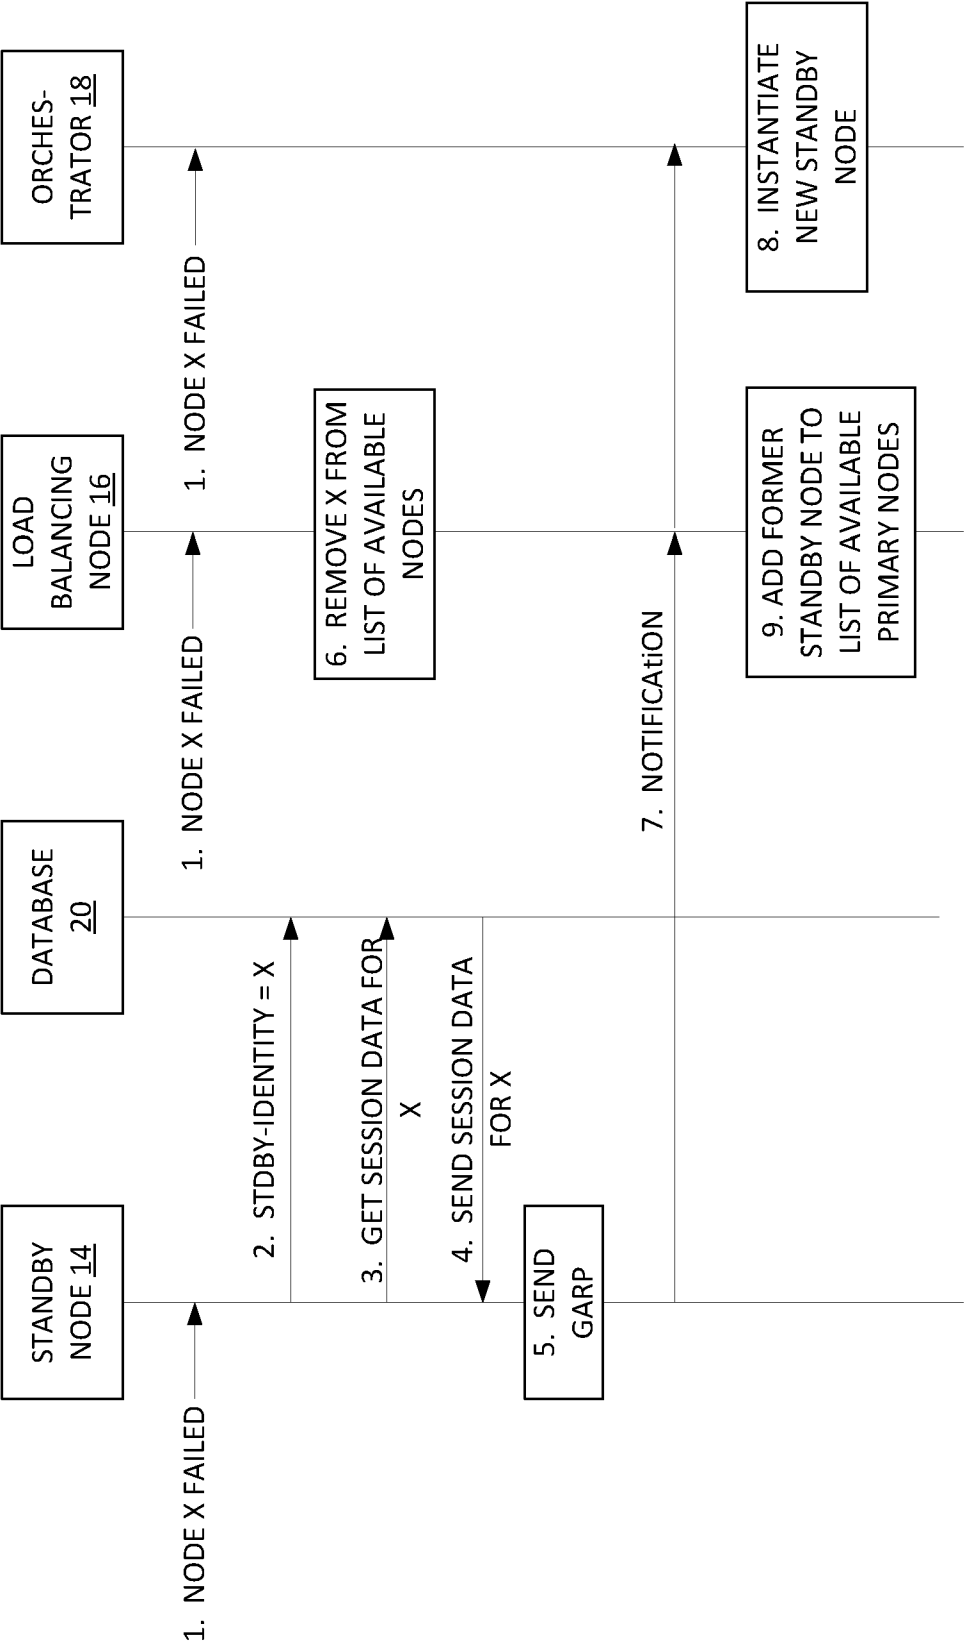 STANDBY
NODE 14
DATABASE
20
LOAD
BALANCING
NODE 16
ORCHES-
TRATOR 18
1. NODE X FAILED
1. NODE X FAILED
1. NODE X FAILED
2. STDBY-IDENTITY = X
3. GET SESSION DATA FOR
X
4. SEND SESSION DATA
FOR X
5. SEND
GARP
6. REMOVE X FROM
LIST OF AVAILABLE
NODES
7. NOTIFICAtiON
8. INSTANTIATE
NEW STANDBY
NODE
9. ADD FORMER
STANDBY NODE TO
LIST OF AVAILABLE
PRIMARY NODES